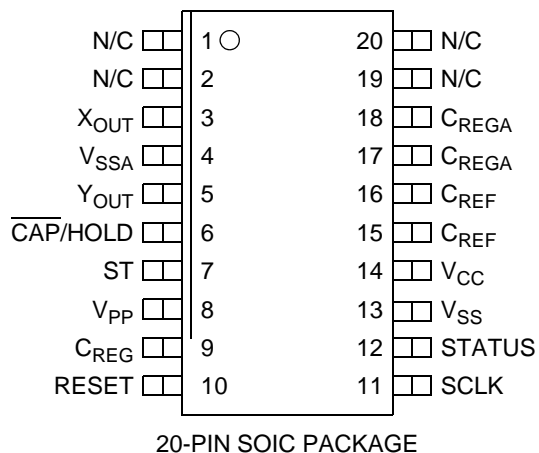 N/C 1 20 N/C
N/C 2 19 N/C
XOUT 3 18 CREGA
VSSA 4 17 CREGA
YOUT 5 16 CREF
CAP/HOLD 6 15 CREF
ST 7 14 VCC
VPP 8 13 VSS
CREG 9 12 STATUS
RESET 10 11 SCLK
20-PIN SOIC PACKAGE